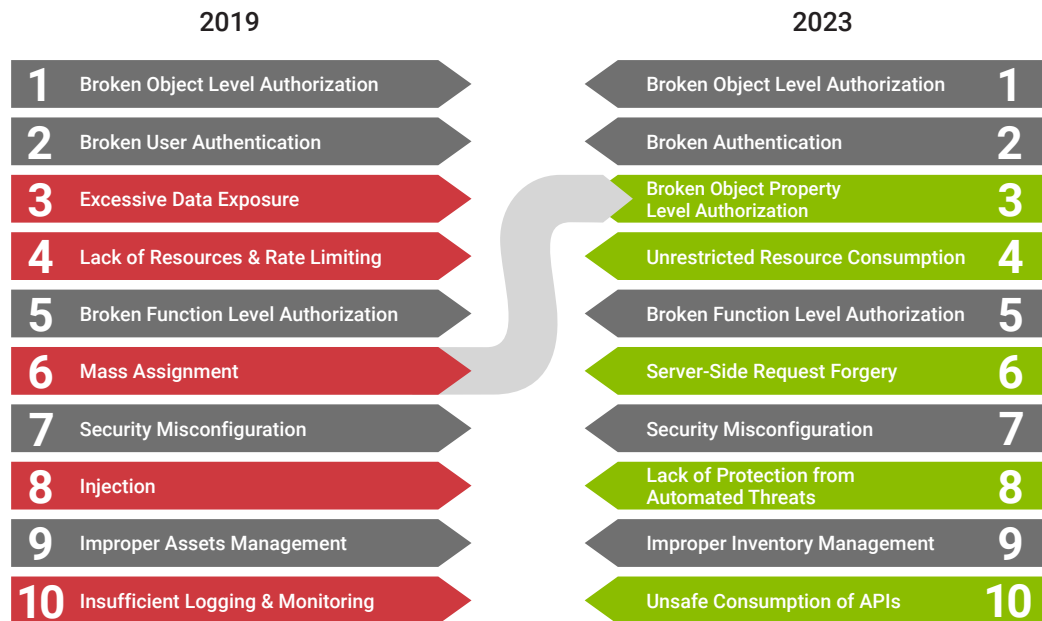 2019
2023
1 Broken Object Level Authorization
Broken Object Level Authorization 1
2 Broken User Authentication
Broken Authentication 2
3 Excessive Data Exposure
Broken Object Property
Level Authorization 3
4 Lack of Resources & Rate Limiting
Unrestricted Resource Consumption 4
5 Broken Function Level Authorization
Broken Function Level Authorization 5
6 Mass Assignment
Server-Side Request Forgery 6
7 Security Misconfiguration
Security Misconfiguration 7
8 Injection
Lack of Protection from
Automated Threats 8
9 Improper Assets Management
Improper Inventory Management 9
10 Insufficient Logging & Monitoring
Unsafe Consumption of APIs 10